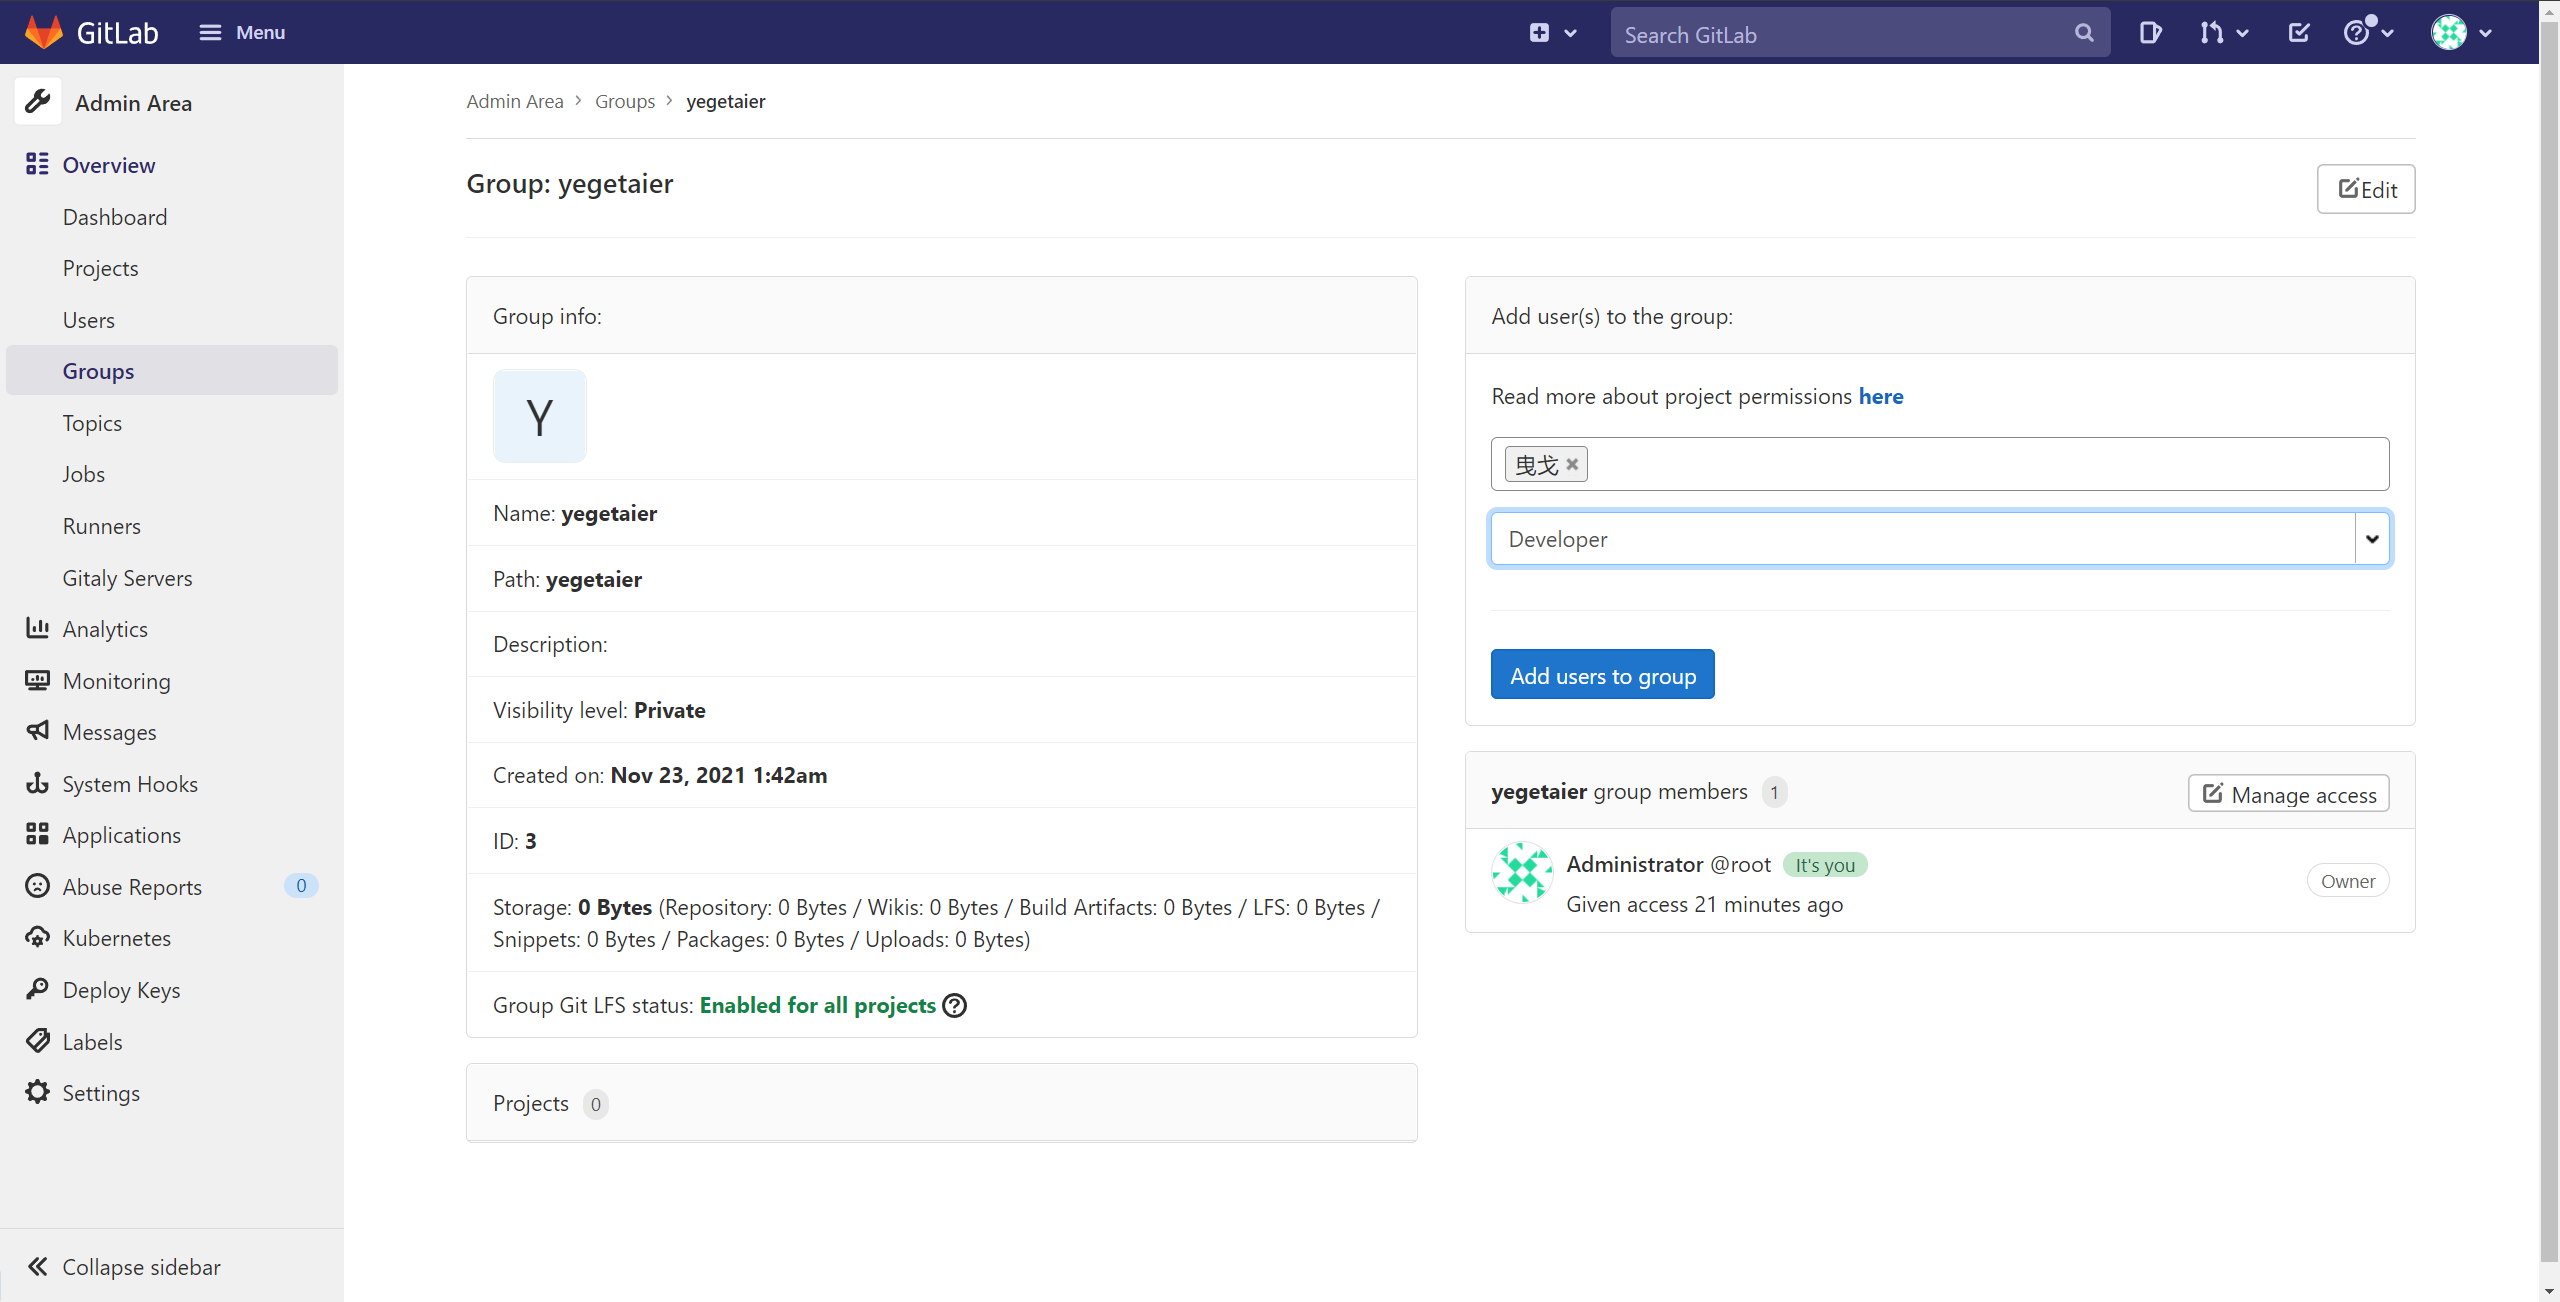 GitLab Menu Search GitLab
Admin Area
Overview
Dashboard
Projects
Users
Groups
Topics
Jobs
Runners
Gitaly Servers
Analytics
Monitoring
Messages
System Hooks
Applications
Abuse Reports 0
Kubernetes
Deploy Keys
Labels
Settings
Collapse sidebar
Admin Area Groups yegetaier
Group: yegetaier
Edit
Group info:
Y
Name: yegetaier
Path: yegetaier
Description:
Visibility level: Private
Created on: Nov 23, 2021 1:42am
ID: 3
Storage: 0 Bytes (Repository: 0 Bytes / Wikis: 0 Bytes / Build Artifacts: 0 Bytes / LFS: 0 Bytes /
Snippets: 0 Bytes / Packages: 0 Bytes / Uploads: 0 Bytes)
Group Git LFS status: Enabled for all projects
Projects 0
Add user(s) to the group:
Read more about project permissions here
曳戈
Developer
Add users to group
yegetaier group members 1
Manage access
Administrator @root It's you
Given access 21 minutes ago
Owner